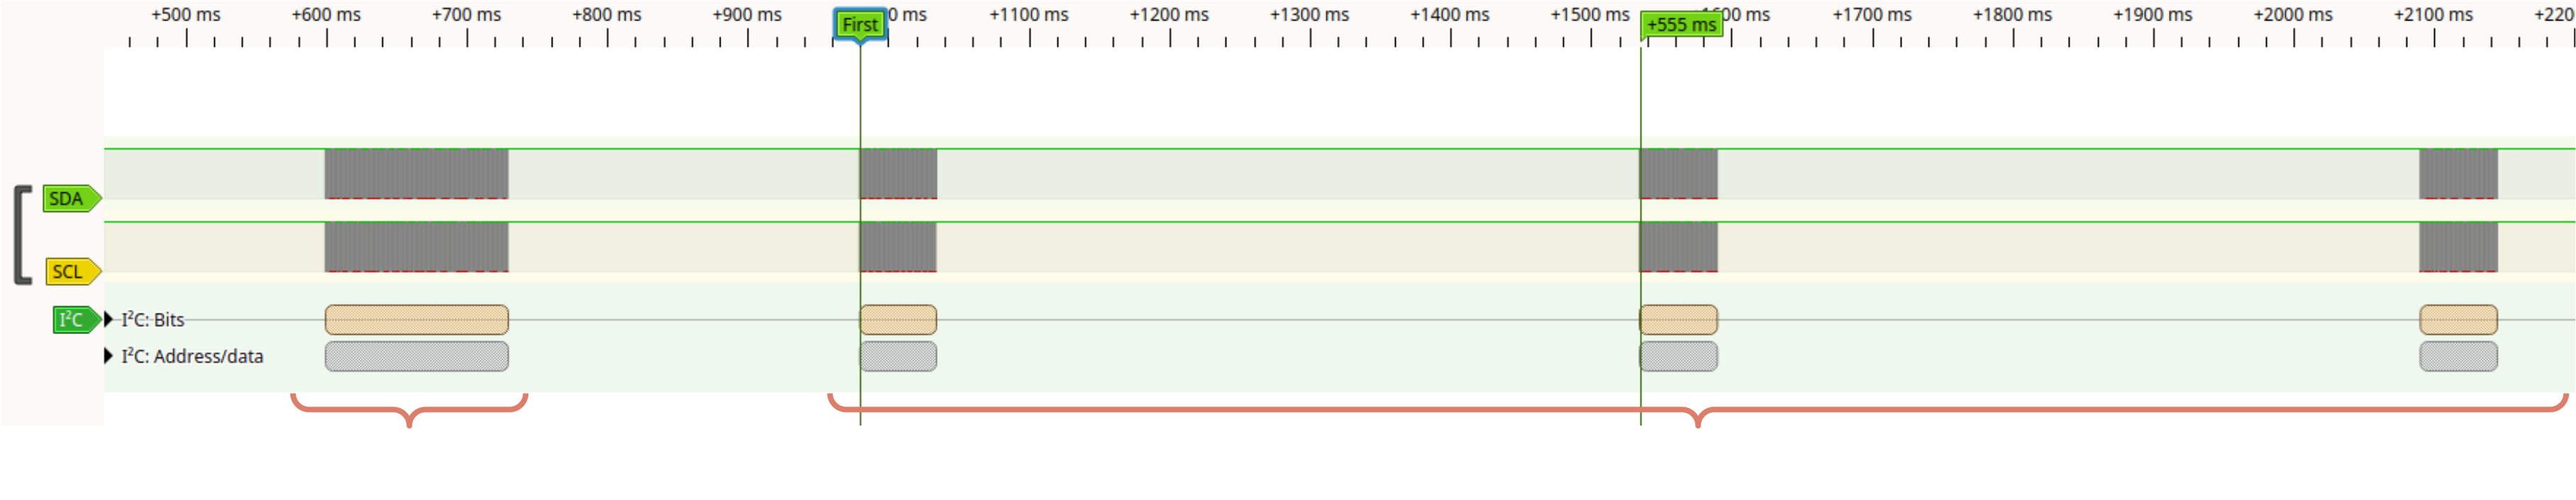 +500 ms +600 ms +700 ms +800 ms +900 ms First 0 ms +1100 ms +1200 ms +1300 ms +1400 ms +1500 ms +555 ms 600 ms +1700 ms +1800 ms +1900 ms +2000 ms +2100 ms +220
SDA
SCL
I²C I²C: Bits
I²C: Address/data